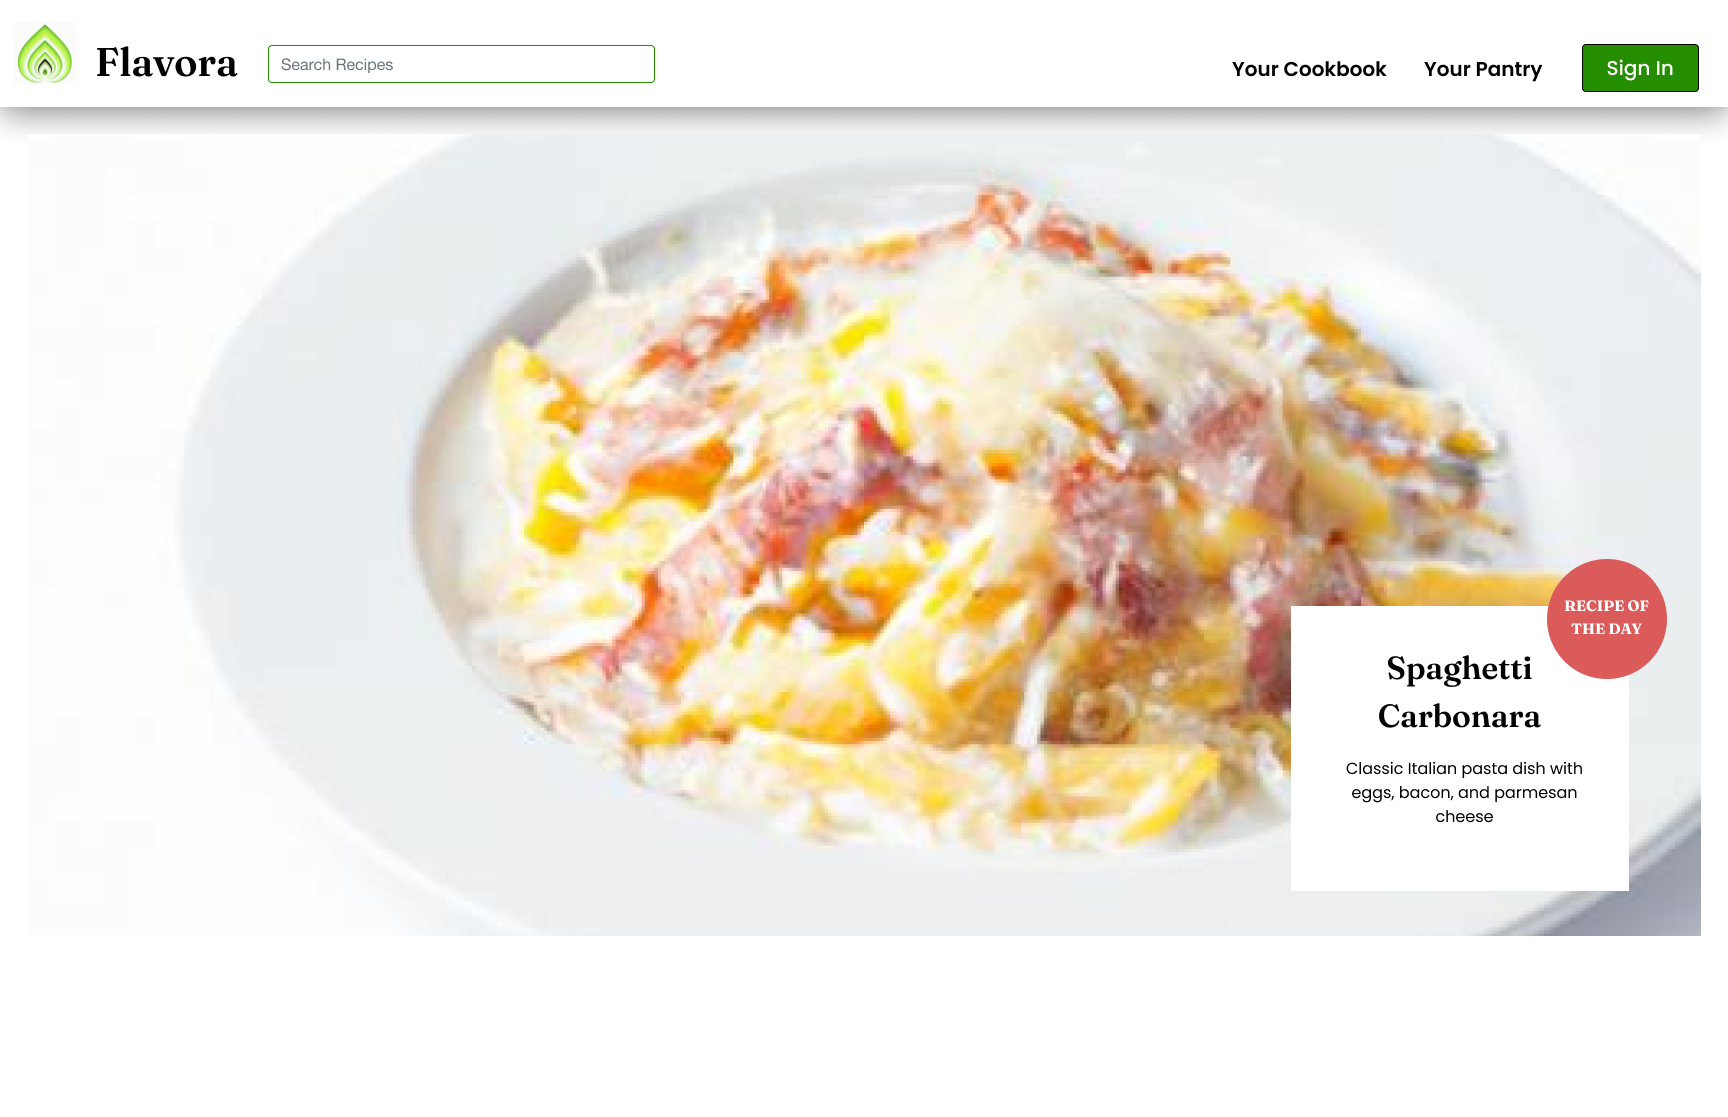 Flavora
Search Recipes
Your Cookbook
Your Pantry
Sign In
RECIPE OF
THE DAY
Spaghetti
Carbonara
Classic Italian pasta dish with
eggs, bacon, and parmesan
cheese